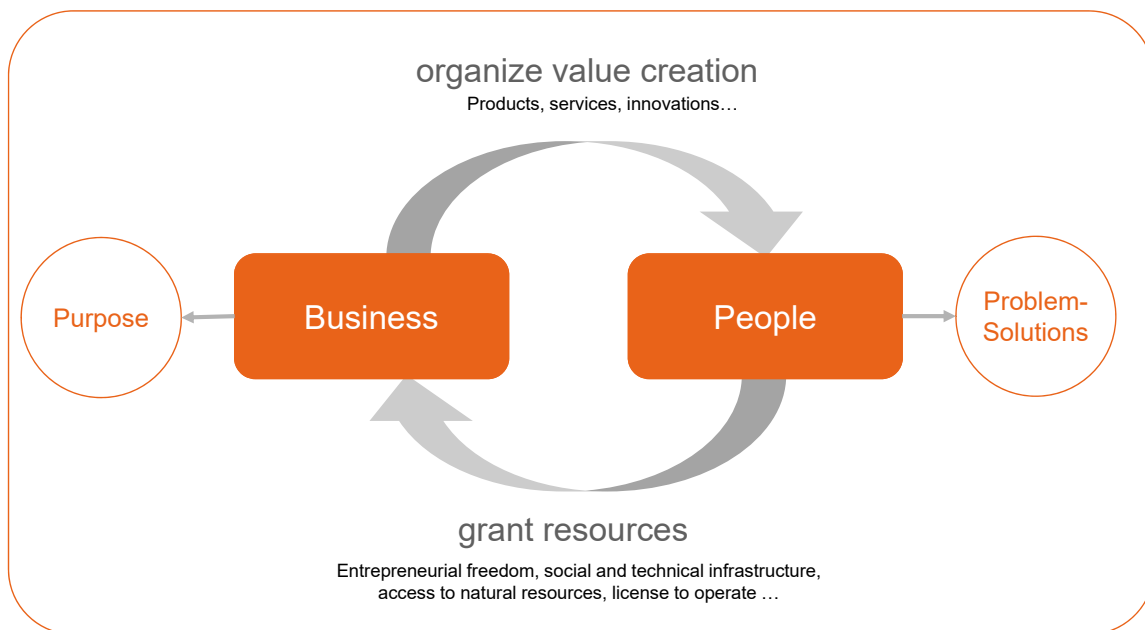 organize value creation
Products, services, innovations…
Purpose
Business
People
Problem-
Solutions
grant resources
Entrepreneurial freedom, social and technical infrastructure,
access to natural resources, license to operate …